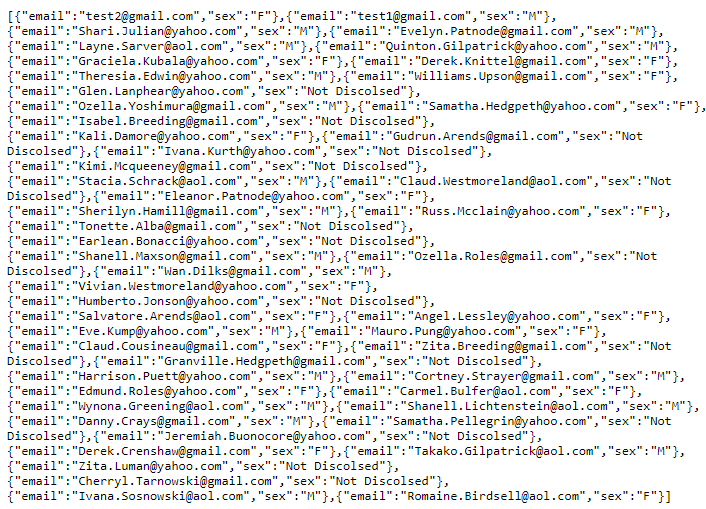 [{"email":"test2@gmail.com","sex":"F"},{"email":"test1@gmail.com","sex":"M"},
{"email":"Shari.Julian@yahoo.com","sex":"M"},{"email":"Evelyn.Patnode@gmail.com","sex":"M"},
{"email":"Layne.Sarver@aol.com","sex":"M"},{"email":"Quinton.Gilpatrick@yahoo.com","sex":"M"},
{"email":"Graciela.Kubala@yahoo.com","sex":"F"},{"email":"Derek.Knittel@gmail.com","sex":"F"},
{"email":"Theresia.Edwin@yahoo.com","sex":"M"},{"email":"Williams.Upson@gmail.com","sex":"F"},
{"email":"Glen.Lanphear@yahoo.com","sex":"Not Discolsed"},
{"email":"Ozella.Yoshimura@gmail.com","sex":"M"},{"email":"Samatha.Hedgpeth@yahoo.com","sex":"F"},
{"email":"Isabel.Breeding@gmail.com","sex":"Not Discolsed"},
{"email":"Kali.Damore@yahoo.com","sex":"F"},{"email":"Gudrun.Arends@gmail.com","sex":"Not
Discolsed"},{"email":"Ivana.Kurth@yahoo.com","sex":"Not Discolsed"},
{"email":"Kimi.Mcqueeney@gmail.com","sex":"Not Discolsed"},
{"email":"Stacia.Schrack@aol.com","sex":"M"},{"email":"Claud.Westmoreland@aol.com","sex":"Not
Discolsed"},{"email":"Eleanor.Patnode@yahoo.com","sex":"F"},
{"email":"Sherilyn.Hamill@gmail.com","sex":"M"},{"email":"Russ.Mcclain@yahoo.com","sex":"F"},
{"email":"Tonette.Alba@gmail.com","sex":"Not Discolsed"},
{"email":"Earlean.Bonacci@yahoo.com","sex":"Not Discolsed"},
{"email":"Shanell.Maxson@gmail.com","sex":"M"},{"email":"Ozella.Roles@gmail.com","sex":"Not
Discolsed"},{"email":"Wan.Dilks@gmail.com","sex":"M"},
{"email":"Vivian.Westmoreland@yahoo.com","sex":"F"},
{"email":"Humberto.Jonson@yahoo.com","sex":"Not Discolsed"},
{"email":"Salvatore.Arends@aol.com","sex":"F"},{"email":"Angel.Lessley@yahoo.com","sex":"F"},
{"email":"Eve.Kump@yahoo.com","sex":"M"},{"email":"Mauro.Pung@yahoo.com","sex":"F"},
{"email":"Claud.Cousineau@gmail.com","sex":"F"},{"email":"Zita.Breeding@aol.com","sex":"Not
Discolsed"},{"email":"Granville.Hedgpeth@gmail.com","sex":"Not Discolsed"},
{"email":"Harrison.Puett@yahoo.com","sex":"M"},{"email":"Cortney.Strayer@gmail.com","sex":"M"},
{"email":"Edmund.Roles@yahoo.com","sex":"F"},{"email":"Carmel.Bulfer@aol.com","sex":"F"},
{"email":"Wynona.Greening@aol.com","sex":"M"},{"email":"Shanell.Lichtenstein@aol.com","sex":"M"},
{"email":"Danny.Crays@gmail.com","sex":"M"},{"email":"Samatha.Pellegrin@yahoo.com","sex":"Not
Discolsed"},{"email":"Jeremiah.Buonocore@yahoo.com","sex":"Not Discolsed"},
{"email":"Derek.Crenshaw@gmail.com","sex":"F"},{"email":"Takako.Gilpatrick@aol.com","sex":"M"},
{"email":"Zita.Luman@yahoo.com","sex":"Not Discolsed"},
{"email":"Cherryl.Tarnowski@gmail.com","sex":"Not Discolsed"},
{"email":"Ivana.Sosnowski@aol.com","sex":"M"},{"email":"Romaine.Birdsell@aol.com","sex":"F"}]